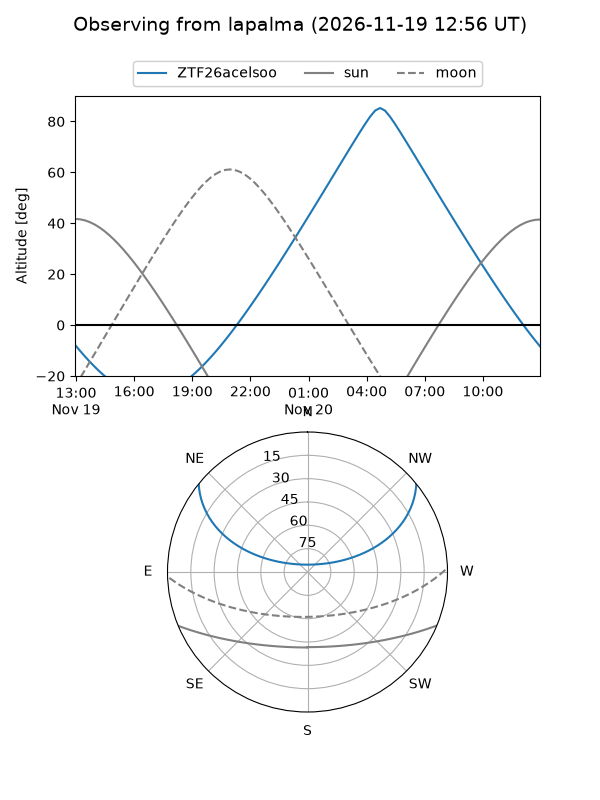 Observing from lapalma (2026-11-19 12:56 UT)
ZTF26acelsoo sun moon
Altitude [deg]
80
60
40
20
0
−20
13:00 16:00 19:00 22:00 01:00 04:00 07:00 10:00
Nov 19 Nov 20
N
NE NW
15
30
45
60
75
E W
SE SW
S